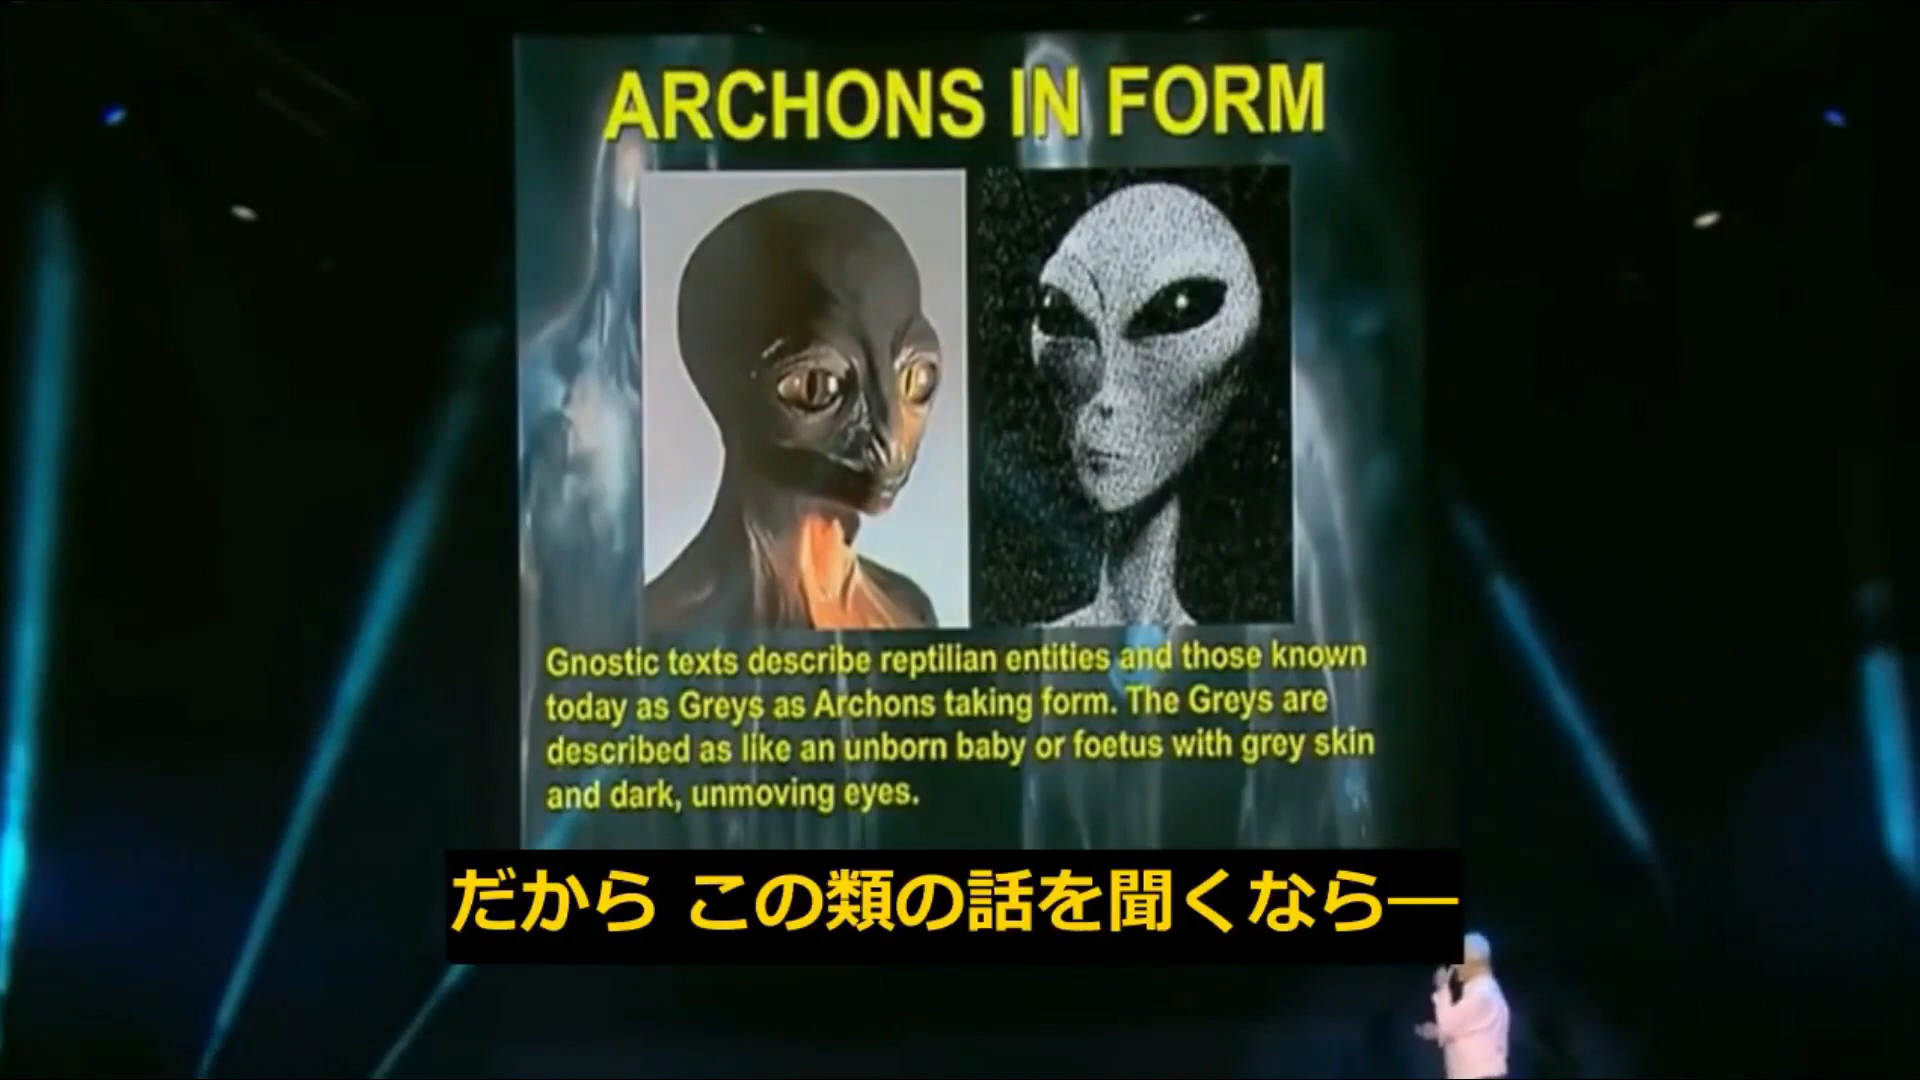 ARCHONS IN FORM
Gnostic texts describe reptilian entities and those known
today as Greys as Archons taking form. The Greys are
described as like an unborn baby or foetus with grey skin
and dark, unmoving eyes.
だから この類の話を聞くなら―